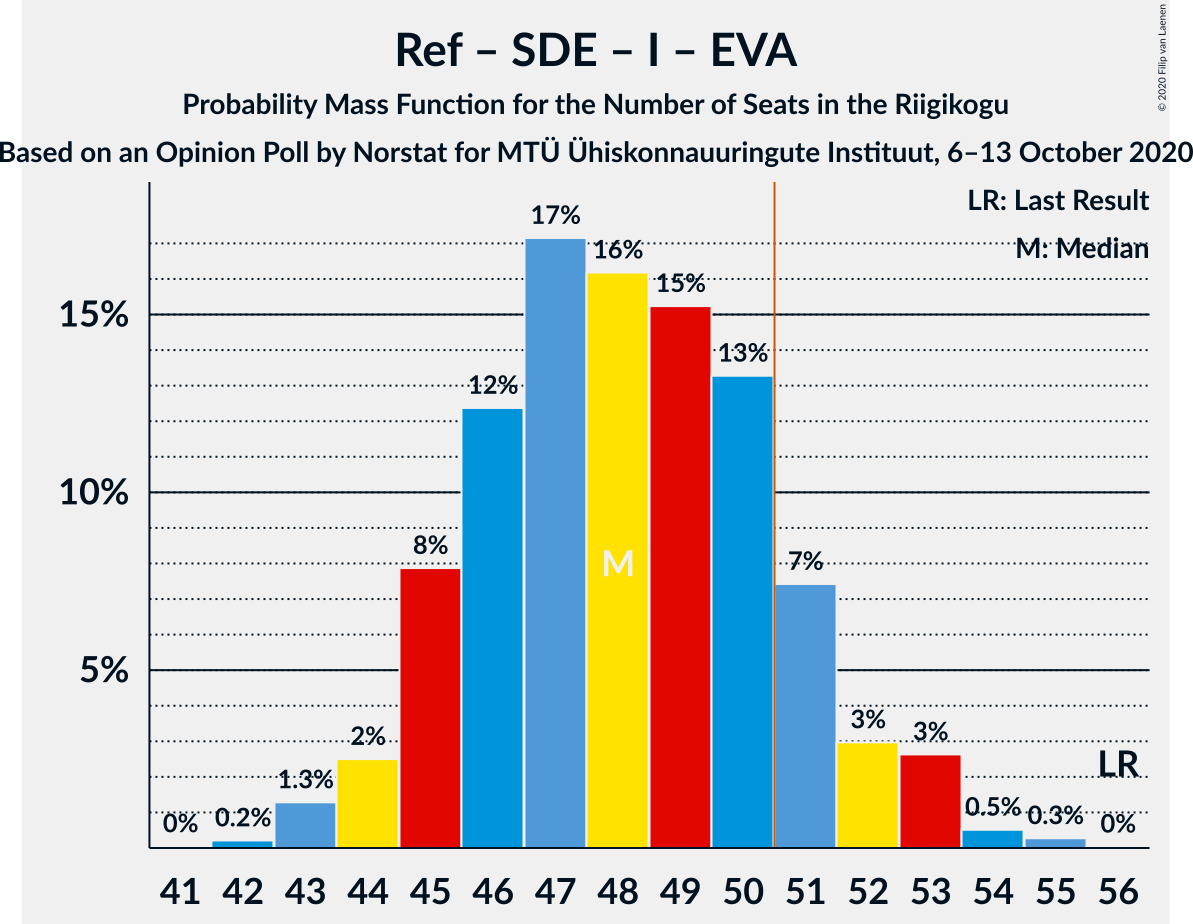 Ref – SDE – I – EVA
Probability Mass Function for the Number of Seats in the Riigikogu
Based on an Opinion Poll by Norstat for MTÜ Ühiskonnauuringute Instituut, 6–13 October 2020
© 2020 Filip van Laenen
LR: Last Result
M: Median
17%
16%
15%
15%
13%
12%
10%
8%
7%
M
5%
3%
3%
2%
LR
1.3%
0.5%
0.3%
0.2%
0%
0%
41 42 43 44 45 46 47 48 49 50 51 52 53 54 55 56